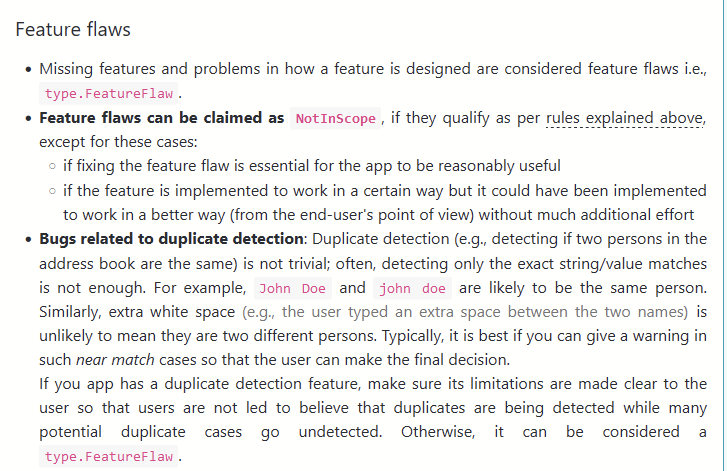 Feature flaws
• Missing features and problems in how a feature is designed are considered feature flaws i.e.,
type.FeatureFlaw .
• Feature flaws can be claimed as NotInScope , if they qualify as per rules explained above,
except for these cases:
◦ if fixing the feature flaw is essential for the app to be reasonably useful
◦ if the feature is implemented to work in a certain way but it could have been implemented
to work in a better way (from the end-user's point of view) without much additional effort
• Bugs related to duplicate detection: Duplicate detection (e.g., detecting if two persons in the
address book are the same) is not trivial; often, detecting only the exact string/value matches
is not enough. For example, John Doe and john doe are likely to be the same person.
Similarly, extra white space (e.g., the user typed an extra space between the two names) is
unlikely to mean they are two different persons. Typically, it is best if you can give a warning in
such near match cases so that the user can make the final decision.
If you app has a duplicate detection feature, make sure its limitations are made clear to the
user so that users are not led to believe that duplicates are being detected while many
potential duplicate cases go undetected. Otherwise, it can be considered a
type.FeatureFlaw .